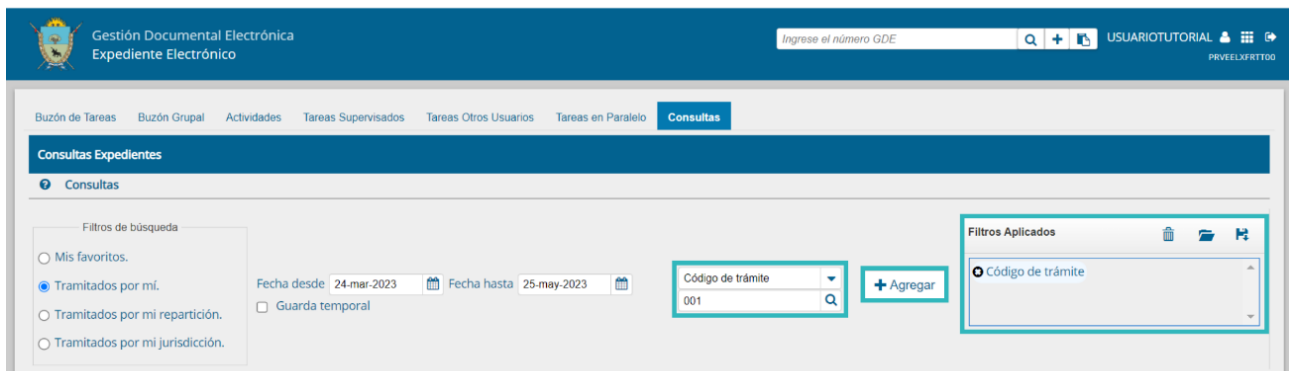 Gestión Documental Electrónica
Expediente Electrónico
Ingrese el número GDE
USUARIOTUTORIAL
PRVEELXFRTT00
Buzón de Tareas Buzón Grupal Actividades Tareas Supervisados Tareas Otros Usuarios Tareas en Paralelo Consultas
Consultas Expedientes
Consultas
Filtros de búsqueda
Mis favoritos.
Tramitados por mí.
Tramitados por mi repartición.
Tramitados por mi jurisdicción.
Fecha desde 24-mar-2023 Fecha hasta 25-may-2023
Guarda temporal
Código de trámite
001
Agregar
Filtros Aplicados
Código de trámite